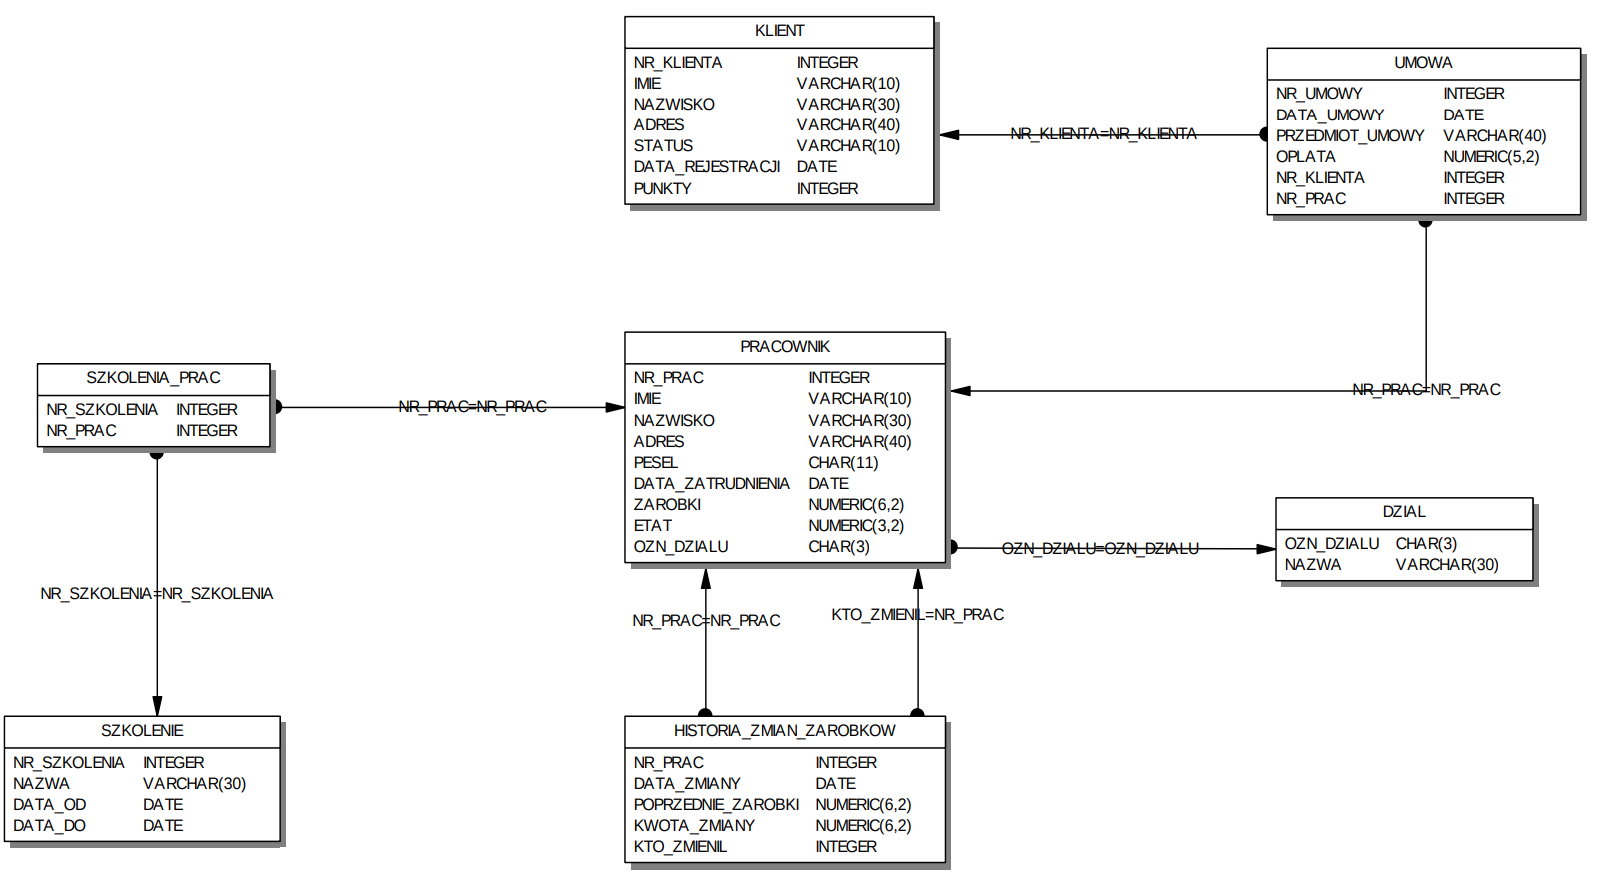 KLIENT
NR_KLIENTA INTEGER
IMIE VARCHAR(10)
NAZWISKO VARCHAR(30)
ADRES VARCHAR(40)
STATUS VARCHAR(10)
DATA_REJESTRACJI DATE
PUNKTY INTEGER
NR_KLIENTA=NR_KLIENTA
UMOWA
NR_UMOWY INTEGER
DATA_UMOWY DATE
PRZEDMIOT_UMOWY VARCHAR(40)
OPLATA NUMERIC(5,2)
NR_KLIENTA INTEGER
NR_PRAC INTEGER
SZKOLENIA_PRAC
NR_SZKOLENIA INTEGER
NR_PRAC INTEGER
NR_PRAC=NR_PRAC
PRACOWNIK
NR_PRAC INTEGER
IMIE VARCHAR(10)
NAZWISKO VARCHAR(30)
ADRES VARCHAR(40)
PESEL CHAR(11)
DATA_ZATRUDNIENIA DATE
ZAROBKI NUMERIC(6,2)
ETAT NUMERIC(3,2)
OZN_DZIALU CHAR(3)
NR_PRAC=NR_PRAC
OZN_DZIALU=OZN_DZIALU
DZIAL
OZN_DZIALU CHAR(3)
NAZWA VARCHAR(30)
NR_SZKOLENIA=NR_SZKOLENIA
NR_PRAC=NR_PRAC
KTO_ZMIENIL=NR_PRAC
SZKOLENIE
NR_SZKOLENIA INTEGER
NAZWA VARCHAR(30)
DATA_OD DATE
DATA_DO DATE
HISTORIA_ZMIAN_ZAROBKOW
NR_PRAC INTEGER
DATA_ZMIANY DATE
POPRZEDNIE_ZAROBKI NUMERIC(6,2)
KWOTA_ZMIANY NUMERIC(6,2)
KTO_ZMIENIL INTEGER